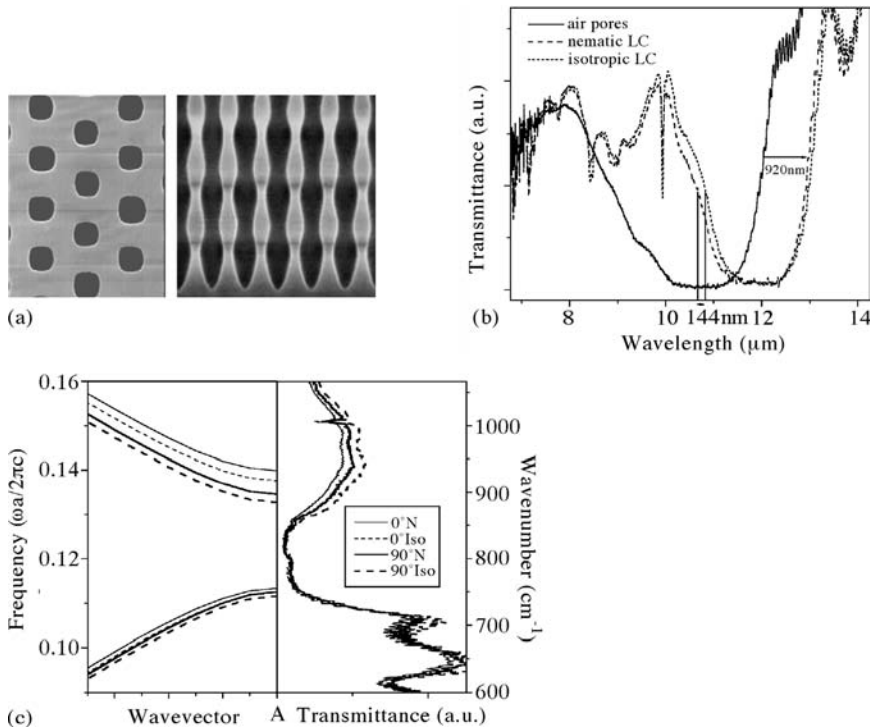 (a)
air pores
nematic LC
isotropic LC
920nm
Transmittance (a.u.)
8
10
144nm
12
14
(b)
Wavelength (μm)
0.16
0.14
0.12
0.10
Frequency (ωa/2πc)
0°N
0°Iso
90°N
90°Iso
1000
900
800
700
600
Wavenumber (cm⁻¹)
(c)
Wavevector
A
Transmittance (a.u.)